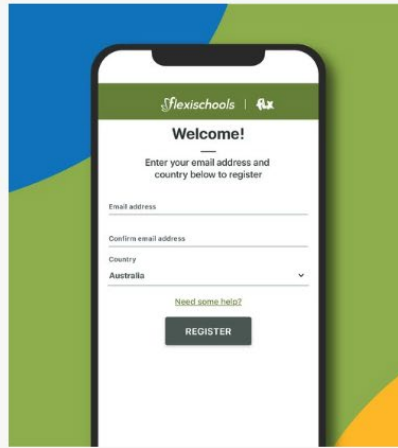 flexischools | flx
Welcome!
Enter your email address and
country below to register
Email address
Confirm email address
Country
Australia
Need some help?
REGISTER